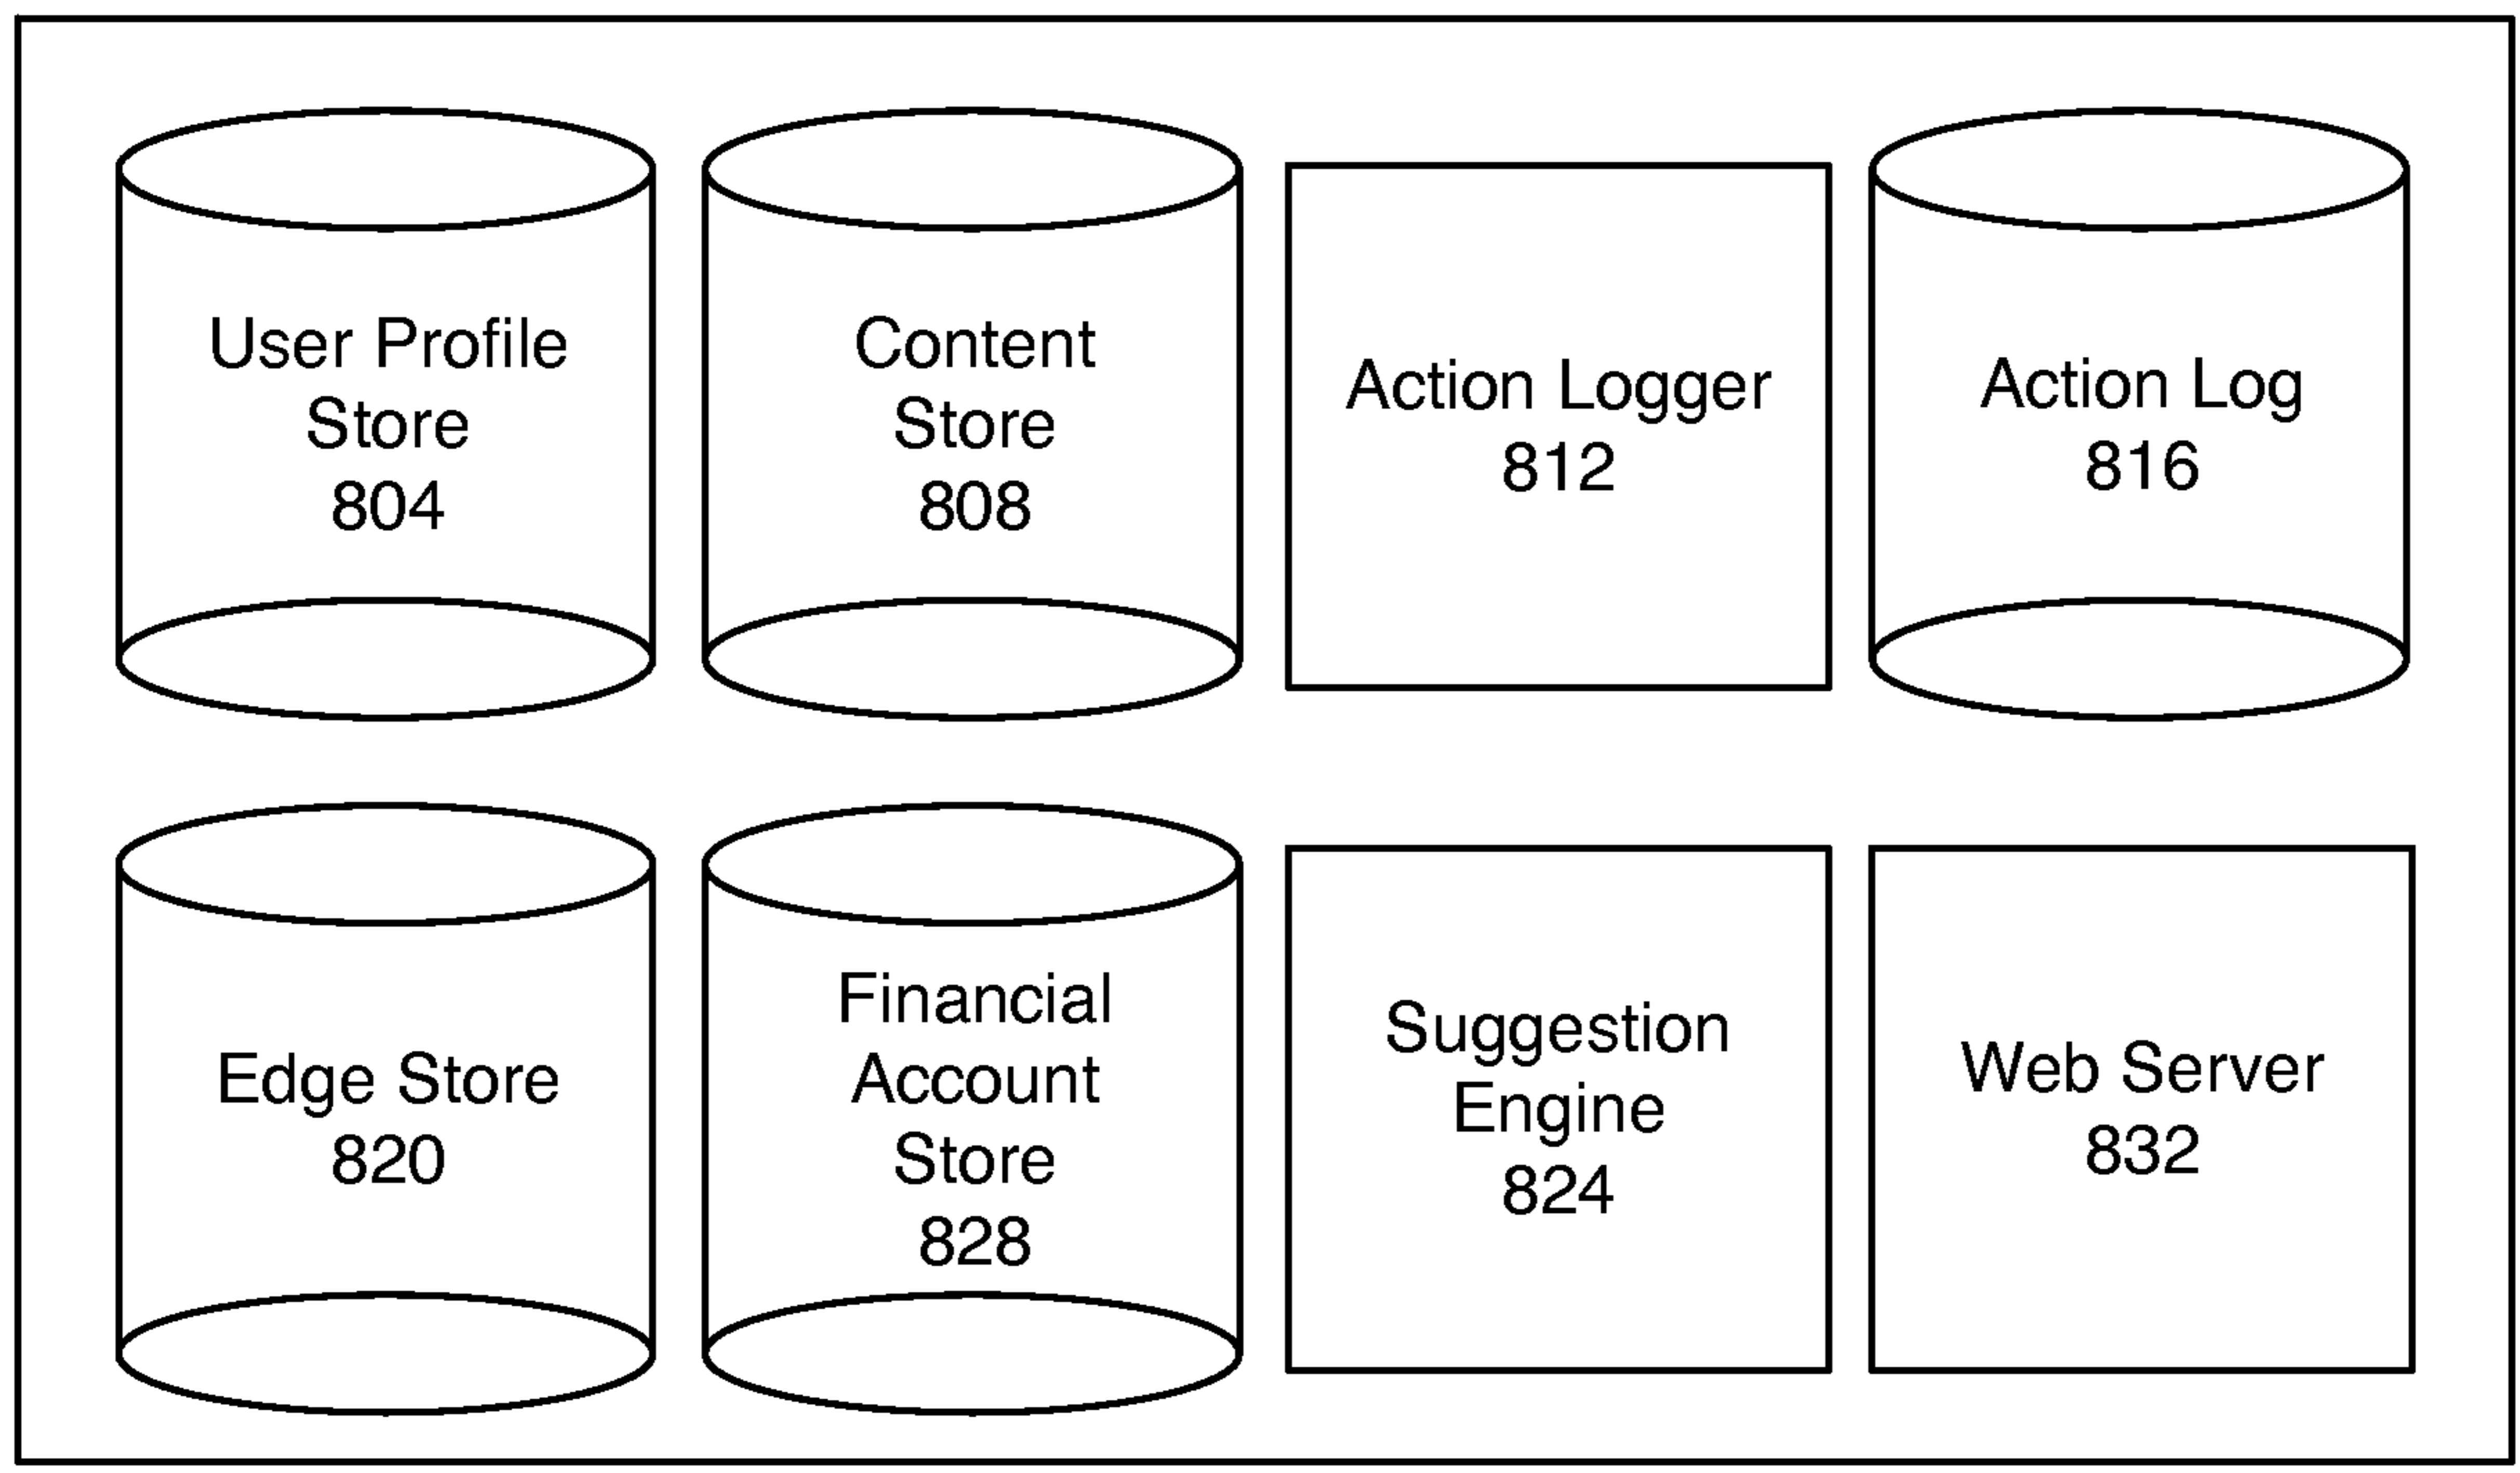 User Profile
Store
804
Content
Store
808
Action Logger
812
Action Log
816
Edge Store
820
Financial
Account
Store
828
Suggestion
Engine
824
Web Server
832